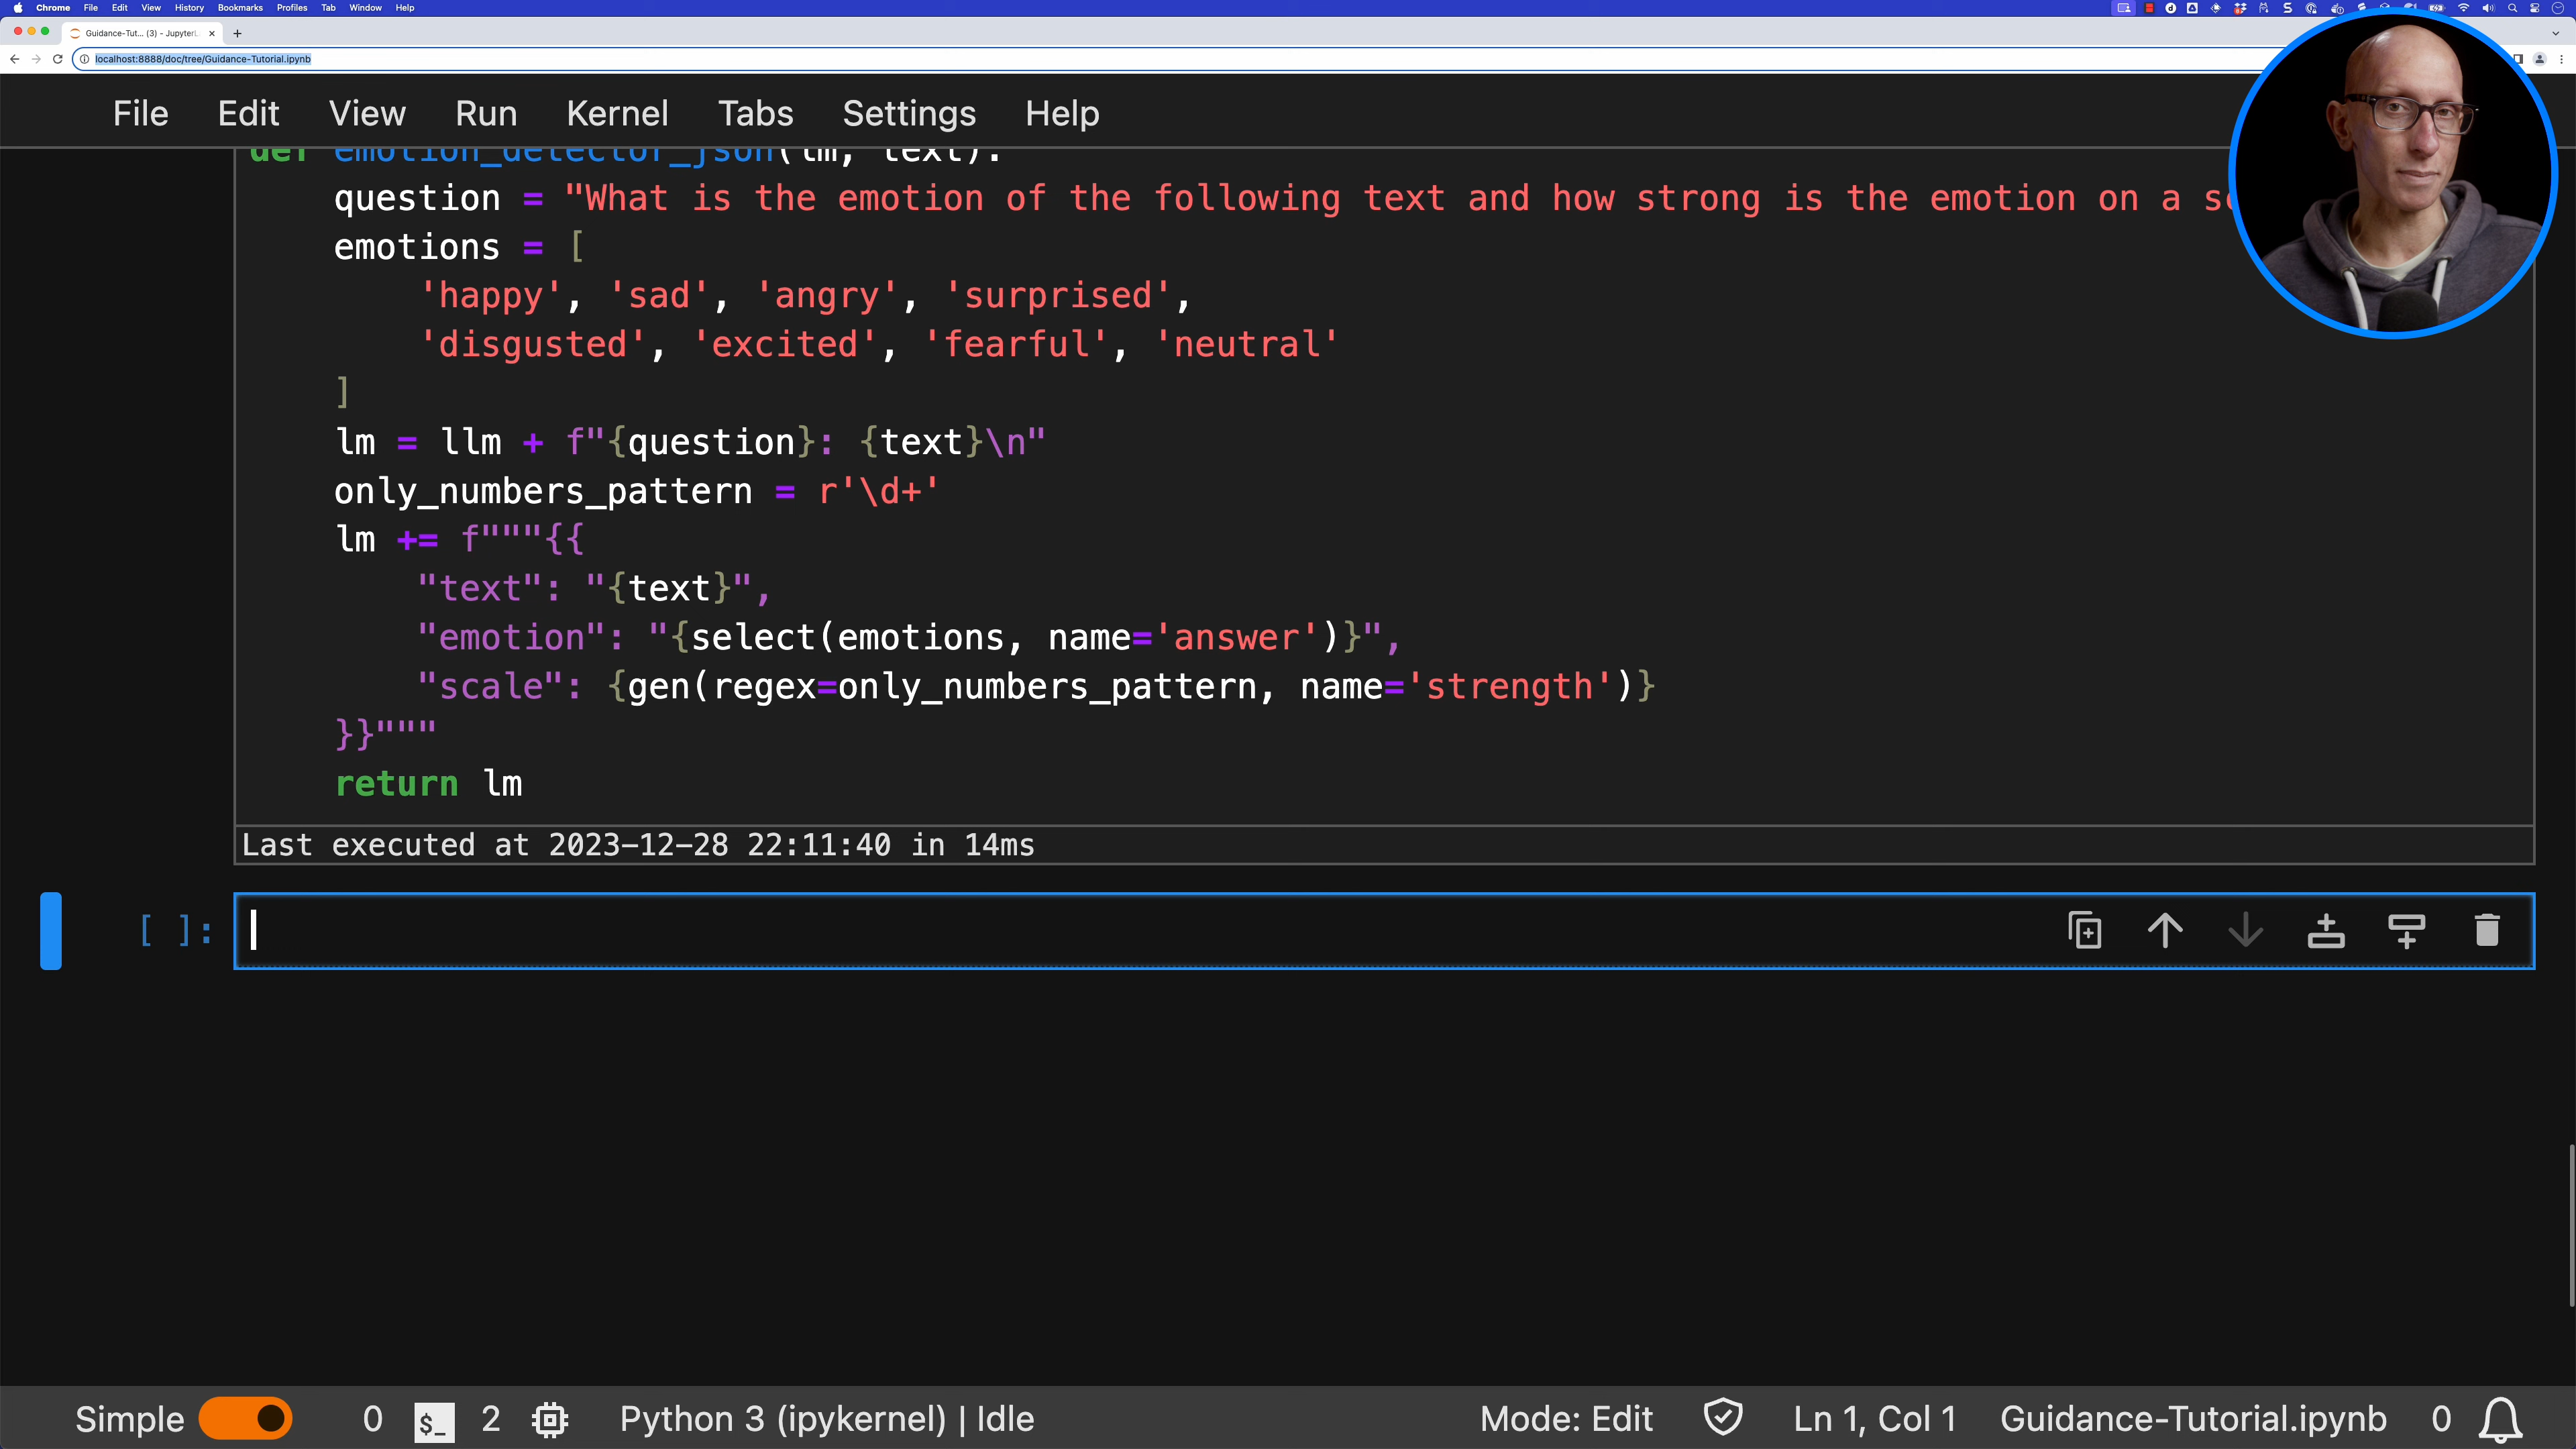 Chrome File Edit View History Bookmarks Profiles Tab Window Help
Guidance-Tut... (3) - JupyterL
localhost:8888/doc/tree/Guidance-Tutorial.ipynb
File Edit View Run Kernel Tabs Settings Help
def emotion_detector_json(lm, text):
question = "What is the emotion of the following text and how strong is the emotion on a
emotions = [
'happy', 'sad', 'angry', 'surprised',
'disgusted', 'excited', 'fearful', 'neutral'
]
lm = llm + f"{question}: {text}\n"
only_numbers_pattern = r'\d+'
lm += f"""{{
"text": "{text}",
"emotion": "{select(emotions, name='answer')}",
"scale": {gen(regex=only_numbers_pattern, name='strength')}
}}"""
return lm
Last executed at 2023-12-28 22:11:40 in 14ms
[ ]:
Simple 0 $_ 2 Python 3 (ipykernel) | Idle Mode: Edit Ln 1, Col 1 Guidance-Tutorial.ipynb 0